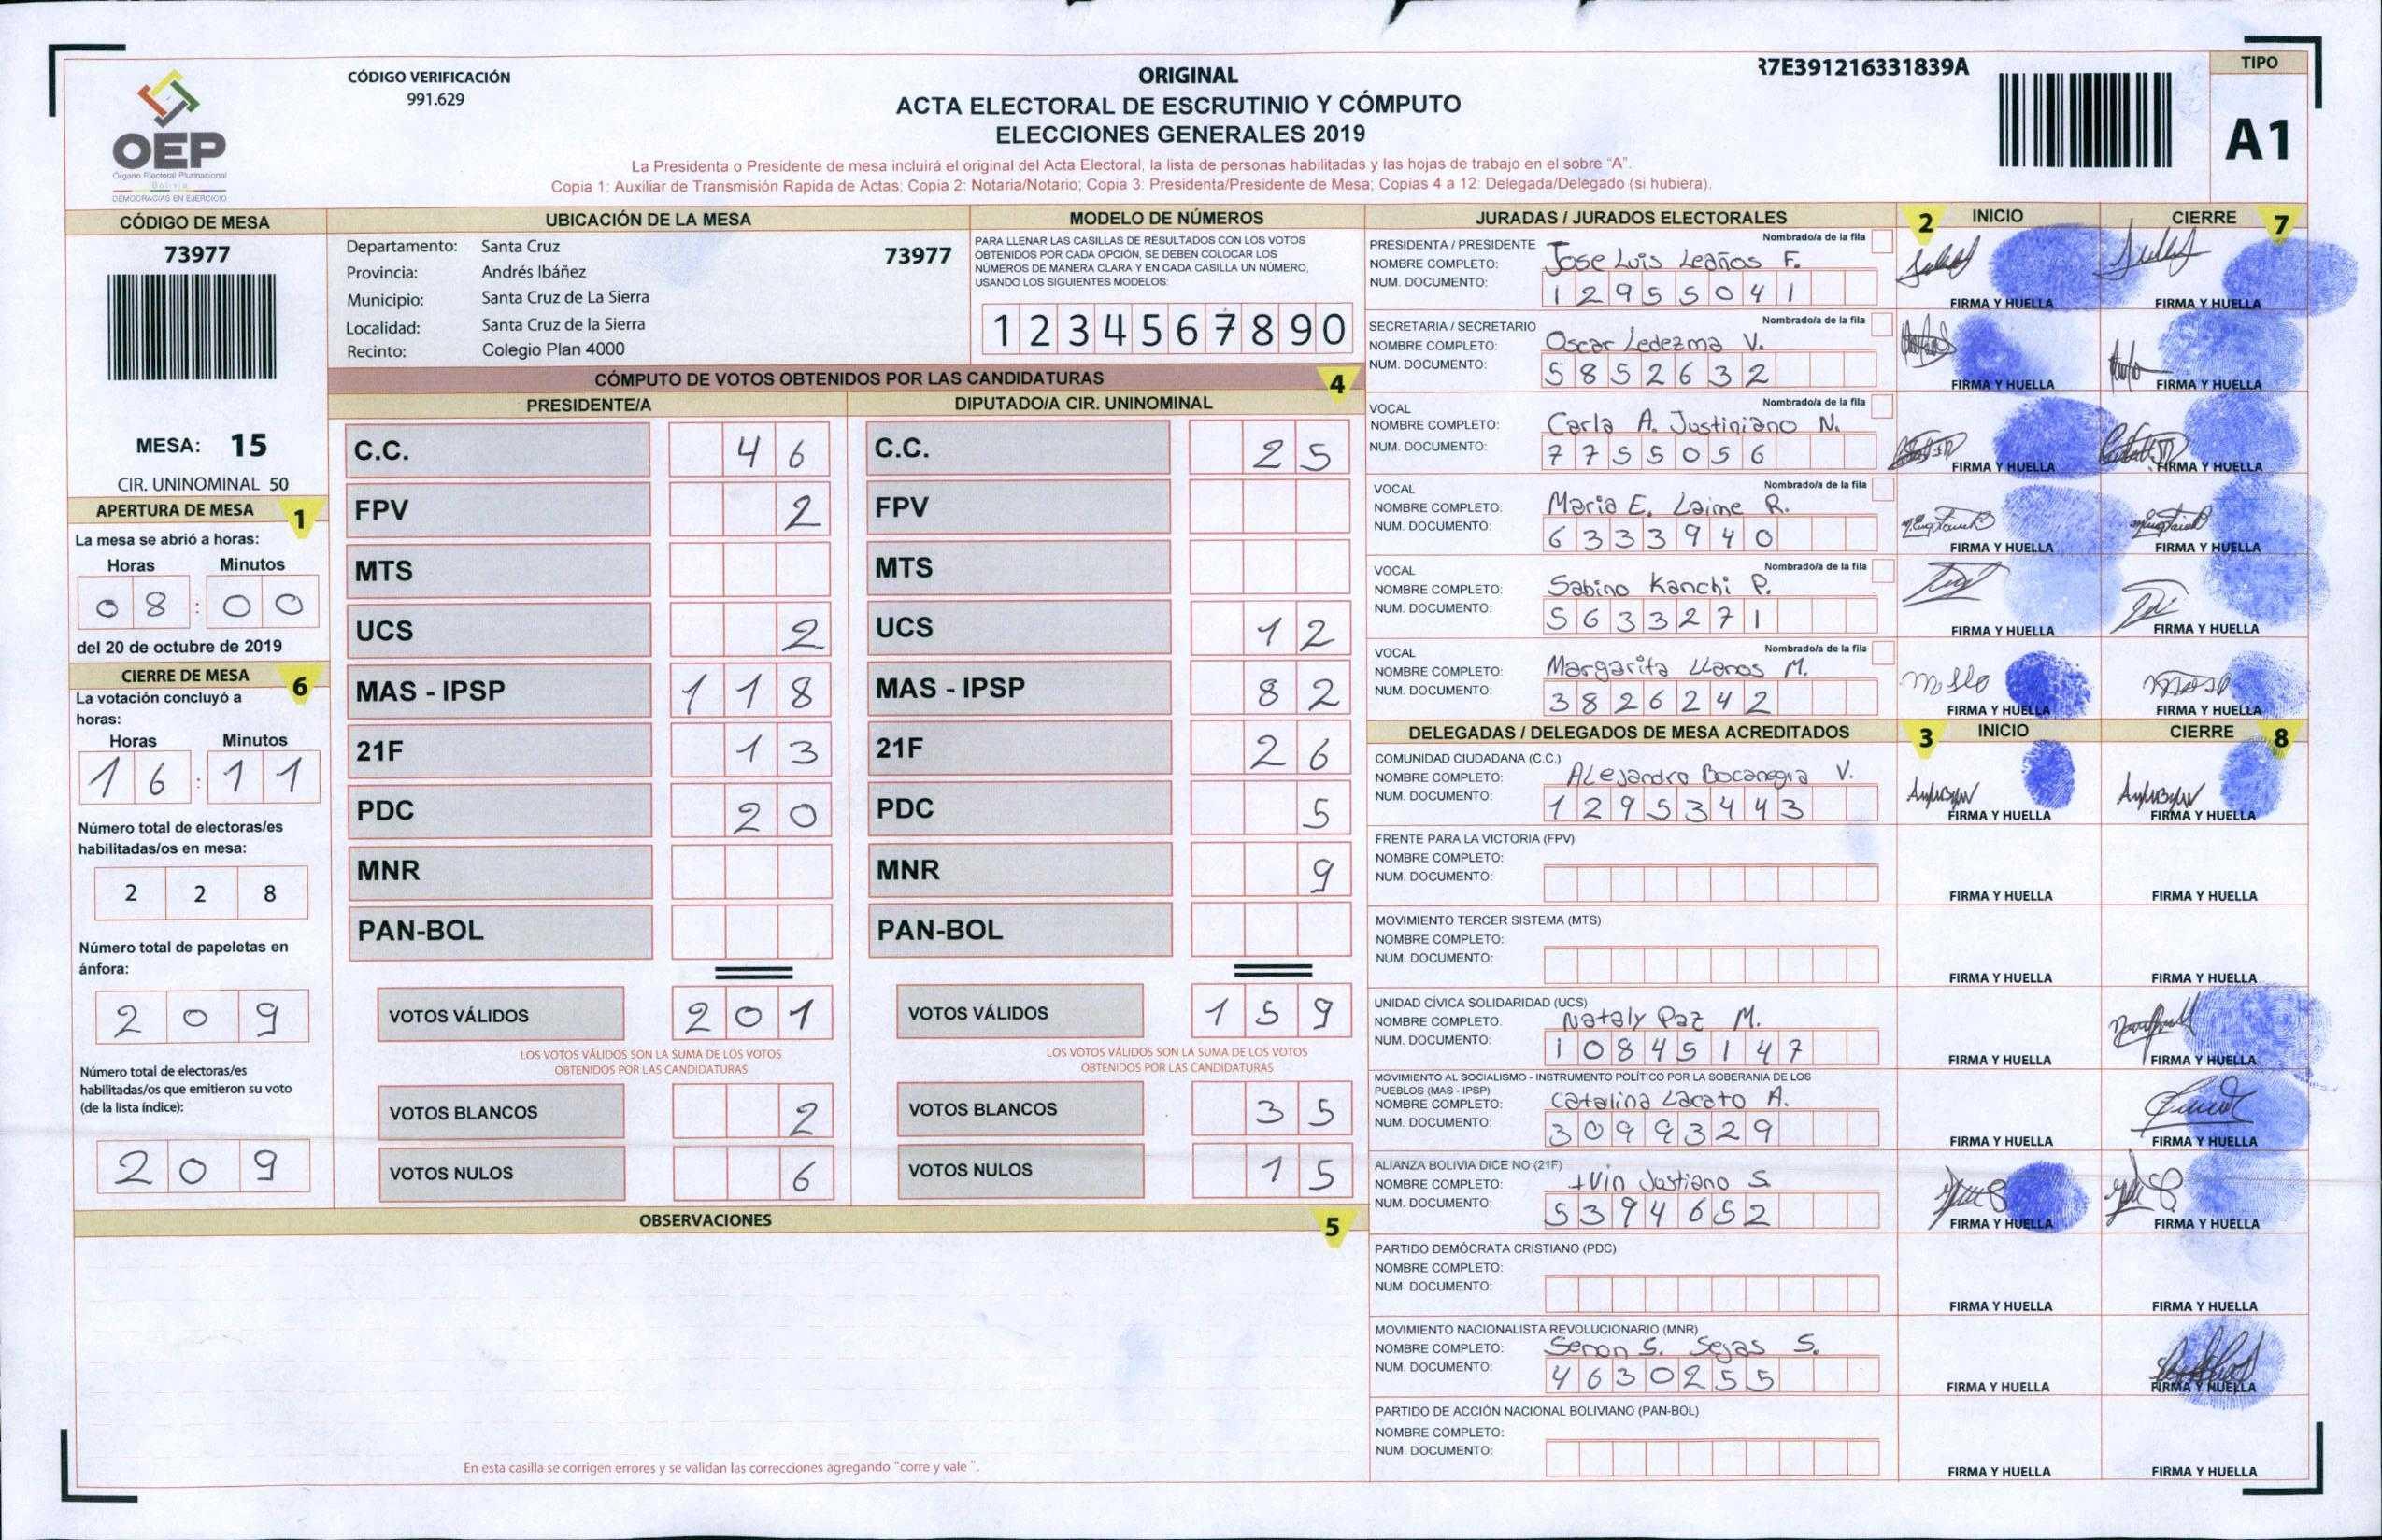 OEP
Órgano Electoral Plurinacional
Bolivia
DEMOCRACIAS EN EJERCICIO
CÓDIGO VERIFICACIÓN
991.629
ORIGINAL
ACTA ELECTORAL DE ESCRUTINIO Y CÓMPUTO
ELECCIONES GENERALES 2019
La Presidenta o Presidente de mesa incluirá el original del Acta Electoral, la lista de personas habilitadas y las hojas de trabajo en el sobre “A”.
Copia 1: Auxiliar de Transmisión Rapida de Actas; Copia 2: Notaria/Notario; Copia 3: Presidenta/Presidente de Mesa; Copias 4 a 12: Delegada/Delegado (si hubiera).
R7E391216331839A
TIPO
A1
CÓDIGO DE MESA
73977
MESA: 15
CIR. UNINOMINAL 50
APERTURA DE MESA 1
La mesa se abrió a horas:
Horas Minutos
08:00
del 20 de octubre de 2019
CIERRE DE MESA 6
La votación concluyó a
horas:
Horas Minutos
16:11
Número total de electoras/es
habilitadas/os en mesa:
228
Número total de papeletas en
ánfora:
209
Número total de electoras/es
habilitadas/os que emitieron su voto
(de la lista índice):
209
UBICACIÓN DE LA MESA
Departamento: Santa Cruz 73977
Provincia: Andrés Ibáñez
Municipio: Santa Cruz de La Sierra
Localidad: Santa Cruz de la Sierra
Recinto: Colegio Plan 4000
MODELO DE NÚMEROS
PARA LLENAR LAS CASILLAS DE RESULTADOS CON LOS VOTOS
OBTENIDOS POR CADA OPCIÓN, SE DEBEN COLOCAR LOS
NÚMEROS DE MANERA CLARA Y EN CADA CASILLA UN NÚMERO,
USANDO LOS SIGUIENTES MODELOS:
1 2 3 4 5 6 7 8 9 0
CÓMPUTO DE VOTOS OBTENIDOS POR LAS CANDIDATURAS 4
PRESIDENTE/A
C.C. 46
FPV 2
MTS
UCS 2
MAS - IPSP 118
21F 13
PDC 20
MNR
PAN-BOL
VOTOS VÁLIDOS 201
LOS VOTOS VÁLIDOS SON LA SUMA DE LOS VOTOS
OBTENIDOS POR LAS CANDIDATURAS
VOTOS BLANCOS 2
VOTOS NULOS 6
DIPUTADO/A CIR. UNINOMINAL
C.C. 25
FPV
MTS
UCS 12
MAS - IPSP 82
21F 26
PDC 5
MNR 9
PAN-BOL
VOTOS VÁLIDOS 159
LOS VOTOS VÁLIDOS SON LA SUMA DE LOS VOTOS
OBTENIDOS POR LAS CANDIDATURAS
VOTOS BLANCOS 35
VOTOS NULOS 15
OBSERVACIONES 5
En esta casilla se corrigen errores y se validan las correcciones agregando “corre y vale ”.
JURADAS / JURADOS ELECTORALES 2 INICIO CIERRE 7
PRESIDENTA / PRESIDENTE Nombrado/a de la fila
NOMBRE COMPLETO: Jose Luis Leaños F.
NUM. DOCUMENTO: 12955041
FIRMA Y HUELLA FIRMA Y HUELLA
SECRETARIA / SECRETARIO Nombrado/a de la fila
NOMBRE COMPLETO: Oscar Ledezma V.
NUM. DOCUMENTO: 5852632
FIRMA Y HUELLA FIRMA Y HUELLA
VOCAL Nombrado/a de la fila
NOMBRE COMPLETO: Carla A. Justiniano N.
NUM. DOCUMENTO: 7755056
FIRMA Y HUELLA FIRMA Y HUELLA
VOCAL Nombrado/a de la fila
NOMBRE COMPLETO: Maria E. Laime R.
NUM. DOCUMENTO: 6333940
FIRMA Y HUELLA FIRMA Y HUELLA
VOCAL Nombrado/a de la fila
NOMBRE COMPLETO: Sabino Kanchi P.
NUM. DOCUMENTO: 5633271
FIRMA Y HUELLA FIRMA Y HUELLA
VOCAL Nombrado/a de la fila
NOMBRE COMPLETO: Margarita LLanos M.
NUM. DOCUMENTO: 3826242
FIRMA Y HUELLA FIRMA Y HUELLA
DELEGADAS / DELEGADOS DE MESA ACREDITADOS 3 INICIO CIERRE 8
COMUNIDAD CIUDADANA (C.C.)
NOMBRE COMPLETO: ALejandro Bocanegra V.
NUM. DOCUMENTO: 12953443
FIRMA Y HUELLA FIRMA Y HUELLA
FRENTE PARA LA VICTORIA (FPV)
NOMBRE COMPLETO:
NUM. DOCUMENTO:
FIRMA Y HUELLA FIRMA Y HUELLA
MOVIMIENTO TERCER SISTEMA (MTS)
NOMBRE COMPLETO:
NUM. DOCUMENTO:
FIRMA Y HUELLA FIRMA Y HUELLA
UNIDAD CÍVICA SOLIDARIDAD (UCS)
NOMBRE COMPLETO: Nataly Paz M.
NUM. DOCUMENTO: 10845147
FIRMA Y HUELLA FIRMA Y HUELLA
MOVIMIENTO AL SOCIALISMO - INSTRUMENTO POLÍTICO POR LA SOBERANIA DE LOS
PUEBLOS (MAS - IPSP)
NOMBRE COMPLETO: Catalina Lacato A.
NUM. DOCUMENTO: 3099329
FIRMA Y HUELLA FIRMA Y HUELLA
ALIANZA BOLIVIA DICE NO (21F)
NOMBRE COMPLETO: Justiano S.
NUM. DOCUMENTO: 5394652
FIRMA Y HUELLA FIRMA Y HUELLA
PARTIDO DEMÓCRATA CRISTIANO (PDC)
NOMBRE COMPLETO:
NUM. DOCUMENTO:
FIRMA Y HUELLA FIRMA Y HUELLA
MOVIMIENTO NACIONALISTA REVOLUCIONARIO (MNR)
NOMBRE COMPLETO: Senon S. Sejas S.
NUM. DOCUMENTO: 4630255
FIRMA Y HUELLA FIRMA Y HUELLA
PARTIDO DE ACCIÓN NACIONAL BOLIVIANO (PAN-BOL)
NOMBRE COMPLETO:
NUM. DOCUMENTO:
FIRMA Y HUELLA FIRMA Y HUELLA